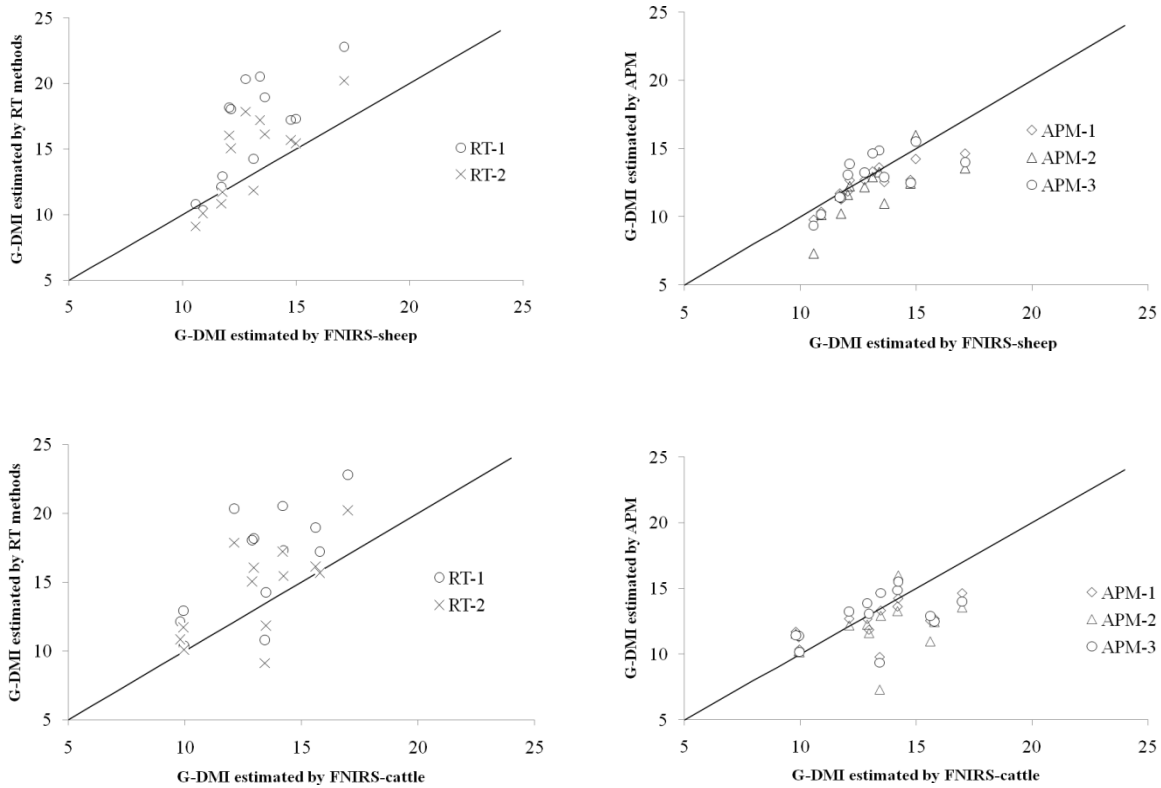 G-DMI estimated by RT methods
25
20
15
10
5
5 10 15 20 25
G-DMI estimated by FNIRS-sheep
RT-1
RT-2
G-DMI estimated by APM
25
20
15
10
5
5 10 15 20 25
G-DMI estimated by FNIRS-sheep
APM-1
APM-2
APM-3
G-DMI estimated by RT methods
25
20
15
10
5
5 10 15 20 25
G-DMI estimated by FNIRS-cattle
RT-1
RT-2
G-DMI estimated by APM
25
20
15
10
5
5 10 15 20 25
G-DMI estimated by FNIRS-cattle
APM-1
APM-2
APM-3